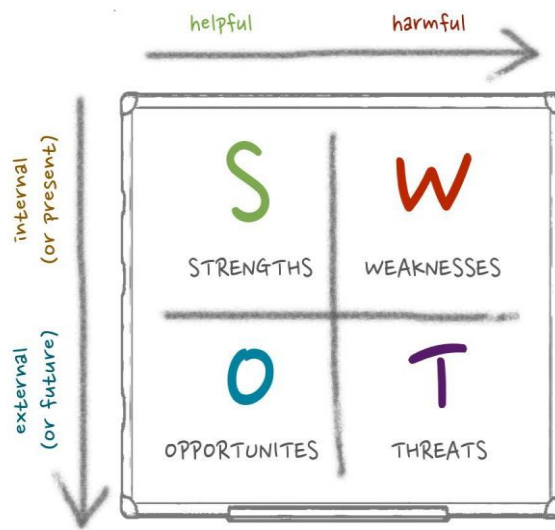 helpful
harmful
internal
(or present)
S
W
STRENGTHS
WEAKNESSES
external
(or future)
O
T
OPPORTUNITES
THREATS